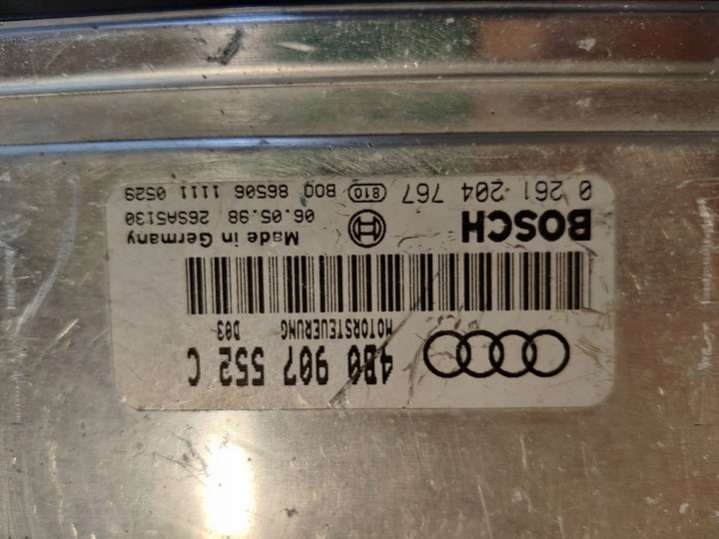 4B0 907 552 C
MOTORSTEUERUNG D03
BOSCH Made in Germany
06.05.98 26SA5130
0 261 204 767 810 BOQ 86506 1111 0529